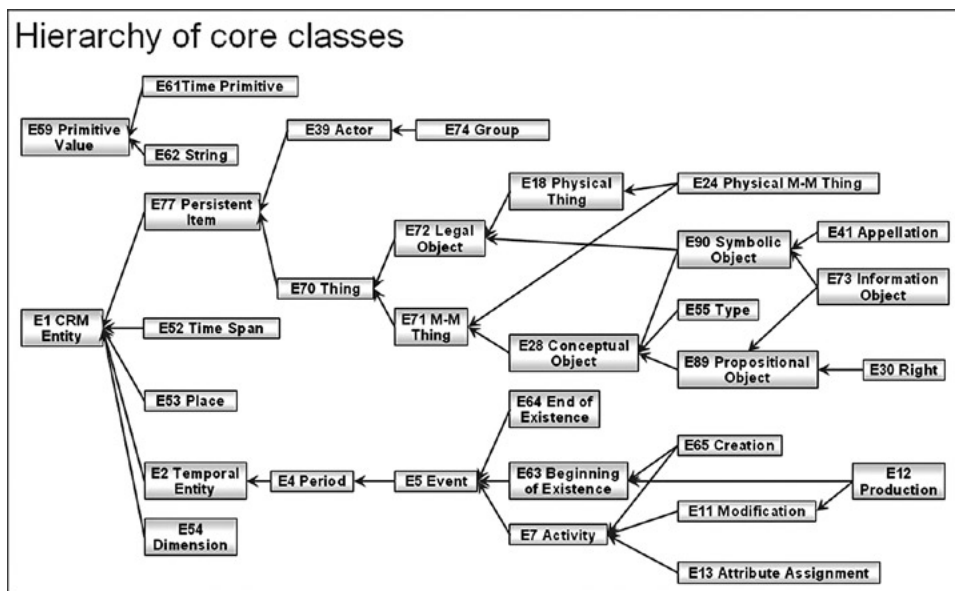 Hierarchy of core classes
E61Time Primitive
E59 Primitive
Value
E62 String
E39 Actor
E74 Group
E77 Persistent
Item
E18 Physical
Thing
E24 Physical M-M Thing
E72 Legal
Object
E90 Symbolic
Object
E41 Appellation
E73 Information
Object
E70 Thing
E1 CRM
Entity
E52 Time Span
E71 M-M
Thing
E55 Type
E28 Conceptual
Object
E89 Propositional
Object
E30 Right
E53 Place
E64 End of
Existence
E65 Creation
E2 Temporal
Entity
E4 Period
E5 Event
E63 Beginning
of Existence
E12
Production
E11 Modification
E54
Dimension
E7 Activity
E13 Attribute Assignment